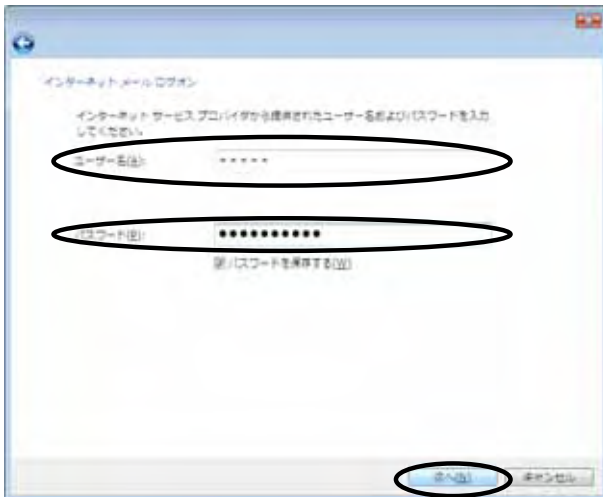 インターネット メール ログオン
インターネット サービス プロバイダから提供されたユーザー名およびパスワードを入力
してください。
ユーザー名(A): *****
パスワード(P): ●●●●●●●●●●
パスワードを保存する(W)
次へ(N) キャンセル